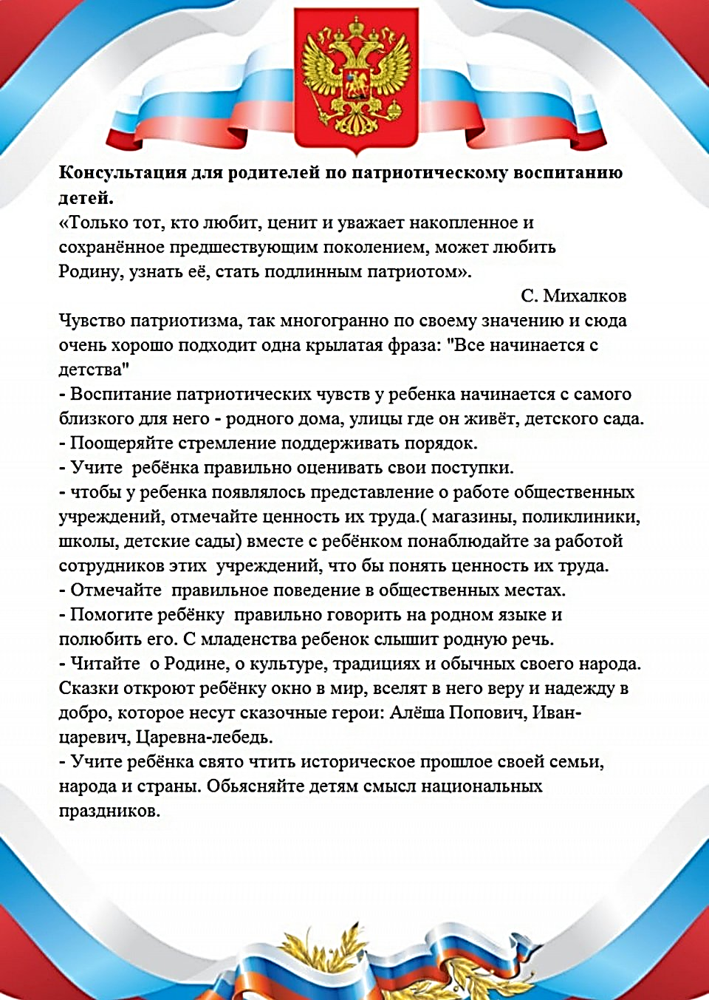 Консультация для родителей по патриотическому воспитанию
детей.
«Только тот, кто любит, ценит и уважает накопленное и
сохранённое предшествующим поколением, может любить
Родину, узнать её, стать подлинным патриотом».
С. Михалков
Чувство патриотизма, так многогранно по своему значению и сюда
очень хорошо подходит одна крылатая фраза: "Все начинается с
детства"
- Воспитание патриотических чувств у ребенка начинается с самого
близкого для него - родного дома, улицы где он живёт, детского сада.
- Поощеряйте стремление поддерживать порядок.
- Учите  ребёнка правильно оценивать свои поступки.
- чтобы у ребенка появлялось представление о работе общественных
учреждений, отмечайте ценность их труда.( магазины, поликлиники,
школы, детские сады) вместе с ребёнком понаблюдайте за работой
сотрудников этих  учреждений, что бы понять ценность их труда.
- Отмечайте  правильное поведение в общественных местах.
- Помогите ребёнку  правильно говорить на родном языке и
полюбить его. С младенства ребенок слышит родную речь.
- Читайте  о Родине, о культуре, традициях и обычных своего народа.
Сказки откроют ребёнку окно в мир, вселят в него веру и надежду в
добро, которое несут сказочные герои: Алёша Попович, Иван-
царевич, Царевна-лебедь.
- Учите ребёнка свято чтить историческое прошлое своей семьи,
народа и страны. Обьясняйте детям смысл национальных
праздников.